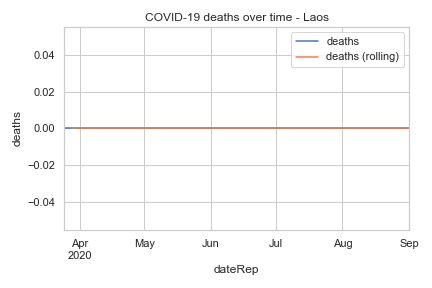 COVID-19 deaths over time - Laos
deaths
deaths (rolling)
0.04
0.02
0.00
−0.02
−0.04
deaths
Apr
2020
May
Jun
Jul
Aug
Sep
dateRep